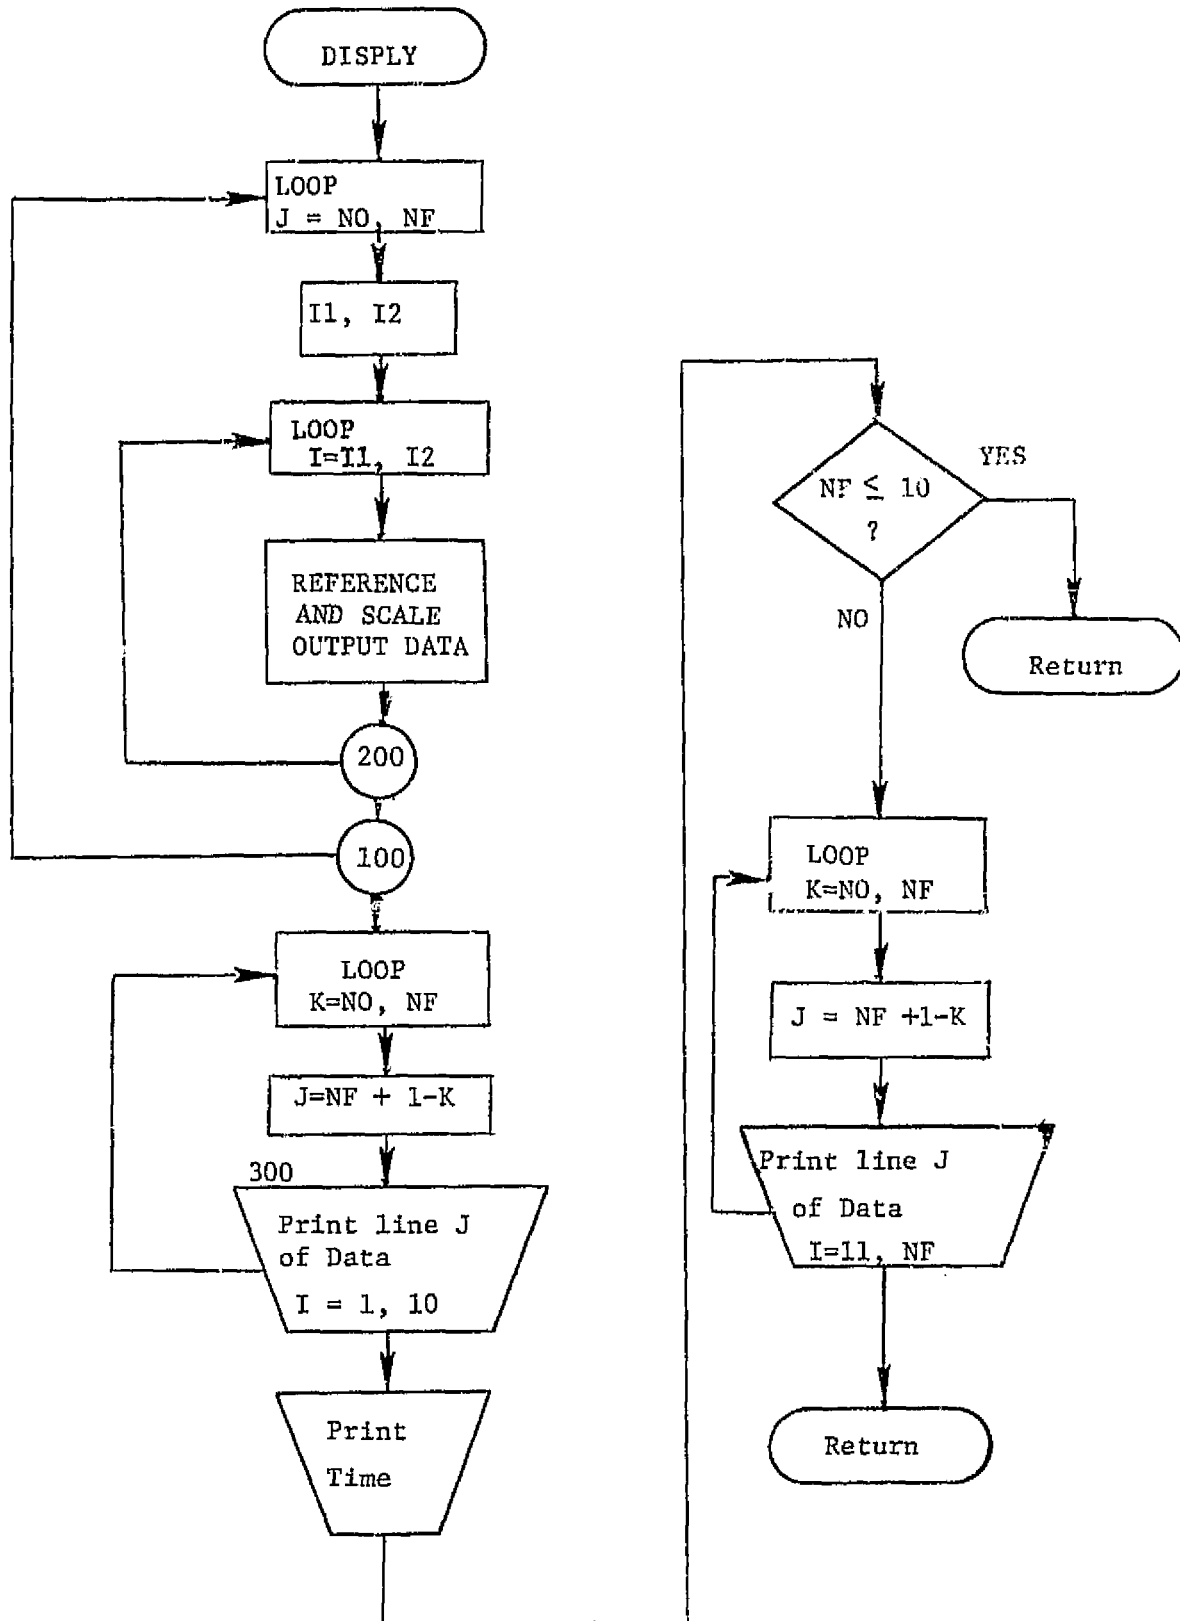 DISPLY
LOOP
J = NO, NF
I1, I2
LOOP
I=I1, I2
REFERENCE
AND SCALE
OUTPUT DATA
200
100
LOOP
K=NO, NF
J=NF + 1-K
300
Print line J
of Data
I = 1, 10
Print
Time
NF ≤ 10
?
YES
NO
Return
LOOP
K=NO, NF
J = NF +1-K
Print line J
of Data
I=11, NF
Return